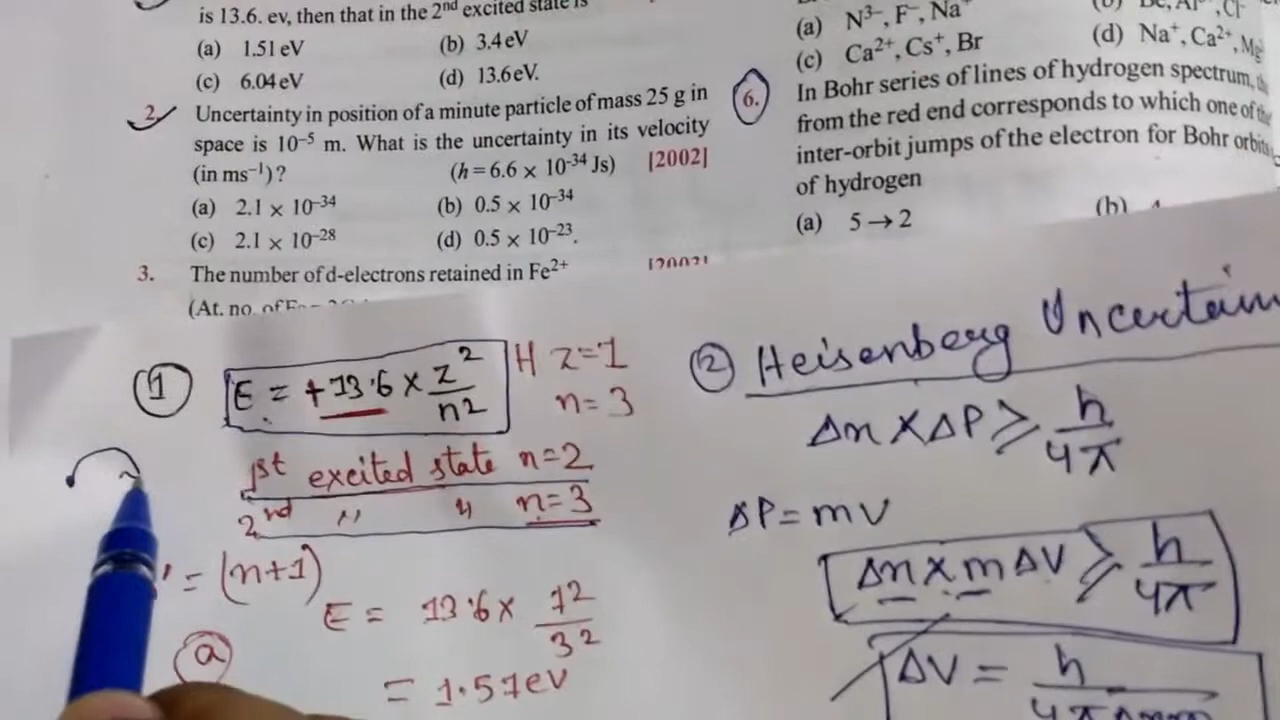 is 13.6. ev, then that in the 2nd excited state is
(a) 1.51 eV
(b) 3.4 eV
(c) 6.04 eV
(d) 13.6 eV.
2. Uncertainty in position of a minute particle of mass 25 g in
space is 10⁻⁵ m. What is the uncertainty in its velocity
(in ms⁻¹)? (h = 6.6 × 10⁻³⁴ Js) [2002]
(a) 2.1 × 10⁻³⁴
(b) 0.5 × 10⁻³⁴
(c) 2.1 × 10⁻²⁸
(d) 0.5 × 10⁻²³.
3. The number of d-electrons retained in Fe²⁺ [2002]
(At. no. of
(a) N³⁻, F⁻, Na⁺
(c) Ca²⁺, Cs⁺, Br
(d) Na⁺, Ca²⁺, Mg
6. In Bohr series of lines of hydrogen spectrum,
from the red end corresponds to which one of
inter-orbit jumps of the electron for Bohr
of hydrogen
(a) 5 → 2
(b)
1 E = +13.6 × z²/n² H z=1
n=3
1st excited state n=2
2nd " " n=3
= (n+1)
E = 13.6 × 1²/3²
a
= 1.51ev
2 Heisenberg
Δx × ΔP ≥ h/4π
ΔP = mv
Δx × mΔV ≥ h/4π
ΔV = h